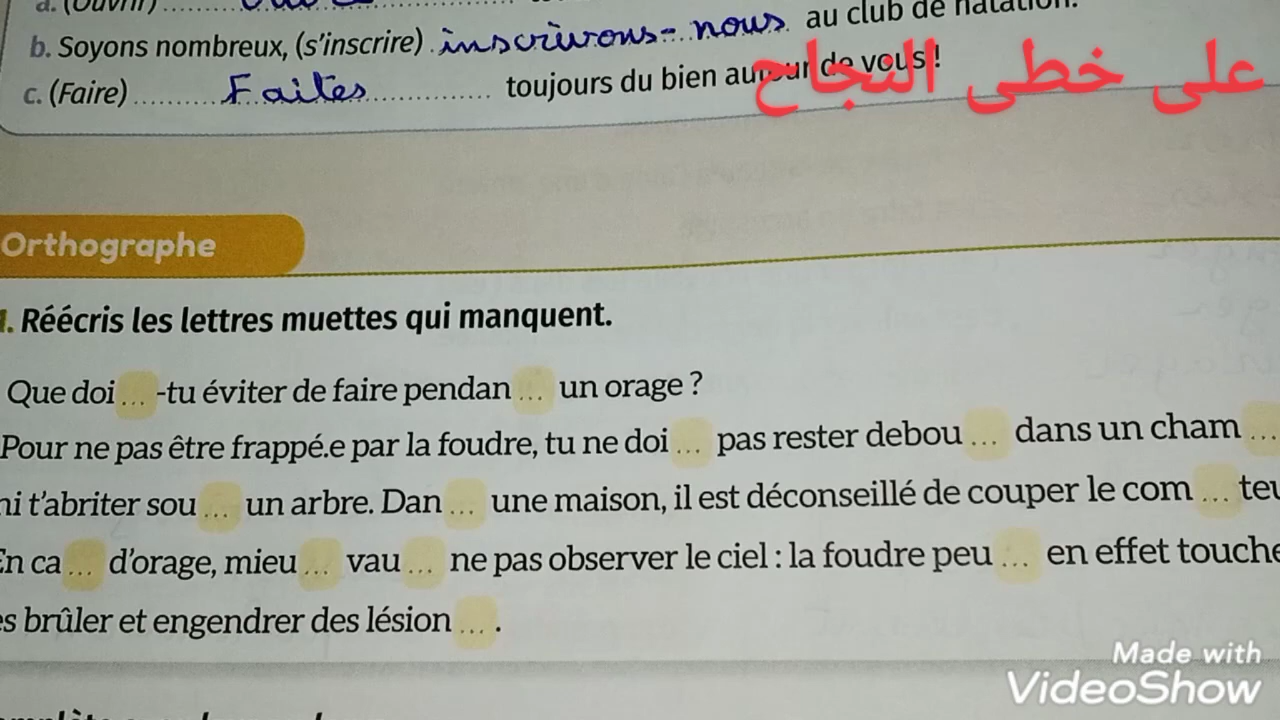 a. (Ouvrir)
b. Soyons nombreux, (s'inscrire) inscrivons-nous au club de natation.
c. (Faire) ........ Faites ........ toujours du bien autour de vous !
على خطى النجاح
Orthographe
1. Réécris les lettres muettes qui manquent.
Que doi ... -tu éviter de faire pendan ... un orage ?
Pour ne pas être frappé.e par la foudre, tu ne doi ... pas rester debou ... dans un cham ...
ni t'abriter sou ... un arbre. Dan ... une maison, il est déconseillé de couper le com ... teu
En ca ... d'orage, mieu ... vau ... ne pas observer le ciel : la foudre peu ... en effet touche
es brûler et engendrer des lésion ... .
Made with
VideoShow